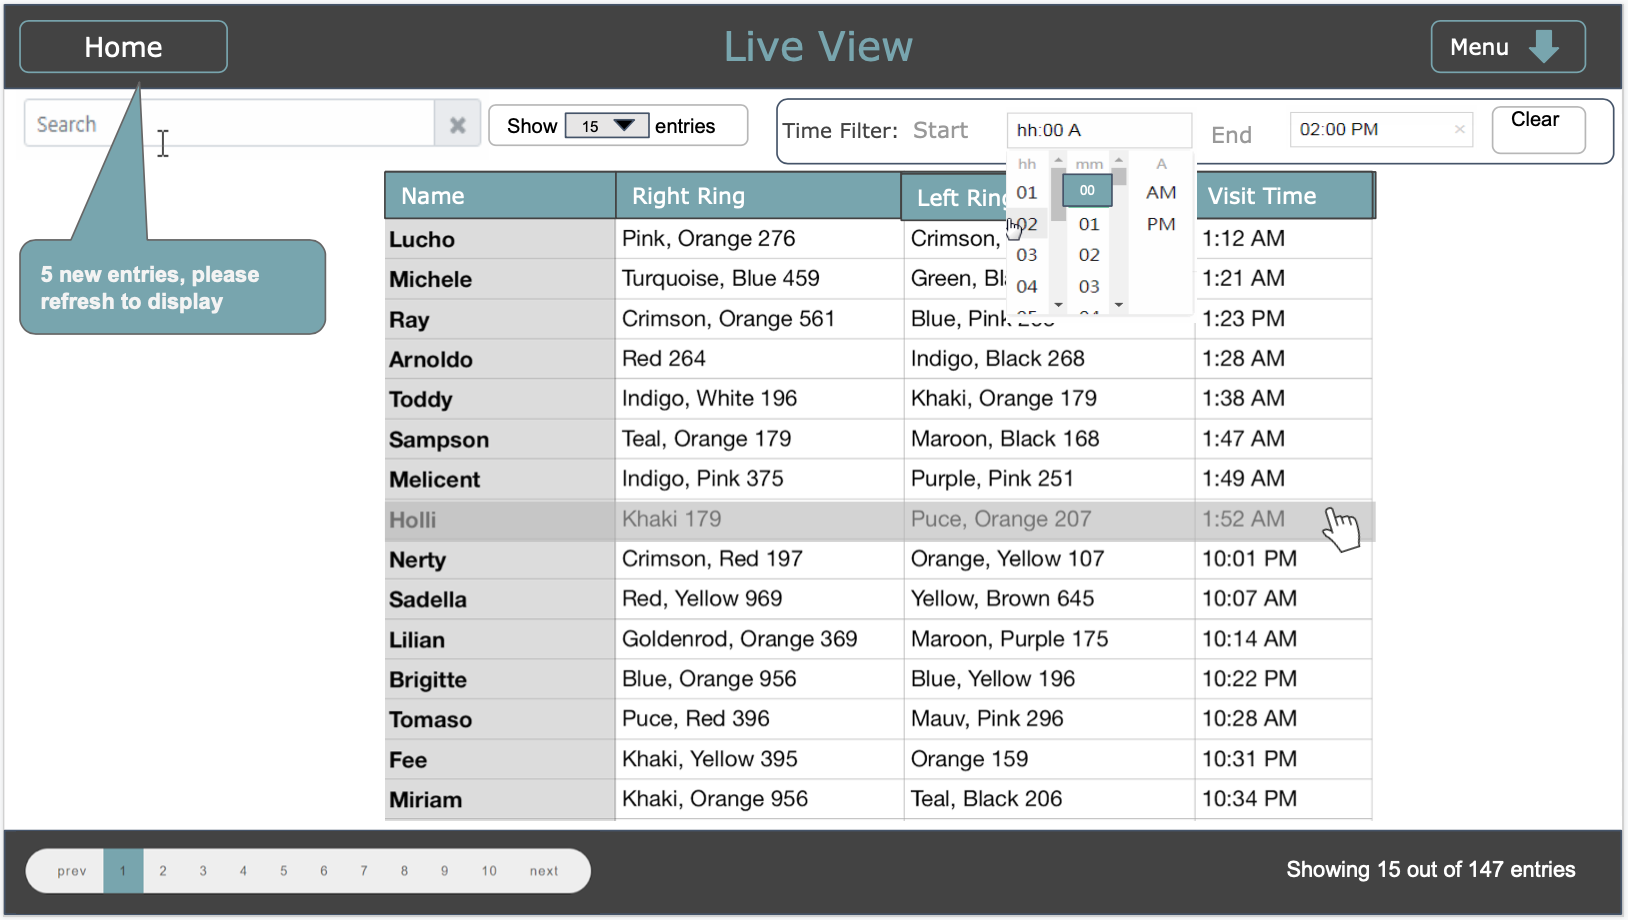 Home
Live View
Menu
Search
Show 15 entries
Time Filter: Start hh:00 A End 02:00 PM × Clear
hh mm A
01 00 AM
02 01 PM
03 02
04 03
Name Right Ring Left Ring Visit Time
Lucho Pink, Orange 276 Crimson, 1:12 AM
Michele Turquoise, Blue 459 Green, 1:21 AM
Ray Crimson, Orange 561 Blue, Pink 1:23 PM
Arnoldo Red 264 Indigo, Black 268 1:28 AM
Toddy Indigo, White 196 Khaki, Orange 179 1:38 AM
Sampson Teal, Orange 179 Maroon, Black 168 1:47 AM
Melicent Indigo, Pink 375 Purple, Pink 251 1:49 AM
Holli Khaki 179 Puce, Orange 207 1:52 AM
Nerty Crimson, Red 197 Orange, Yellow 107 10:01 PM
Sadella Red, Yellow 969 Yellow, Brown 645 10:07 AM
Lilian Goldenrod, Orange 369 Maroon, Purple 175 10:14 AM
Brigitte Blue, Orange 956 Blue, Yellow 196 10:22 PM
Tomaso Puce, Red 396 Mauv, Pink 296 10:28 AM
Fee Khaki, Yellow 395 Orange 159 10:31 PM
Miriam Khaki, Orange 956 Teal, Black 206 10:34 PM
5 new entries, please
refresh to display
prev 1 2 3 4 5 6 7 8 9 10 next
Showing 15 out of 147 entries